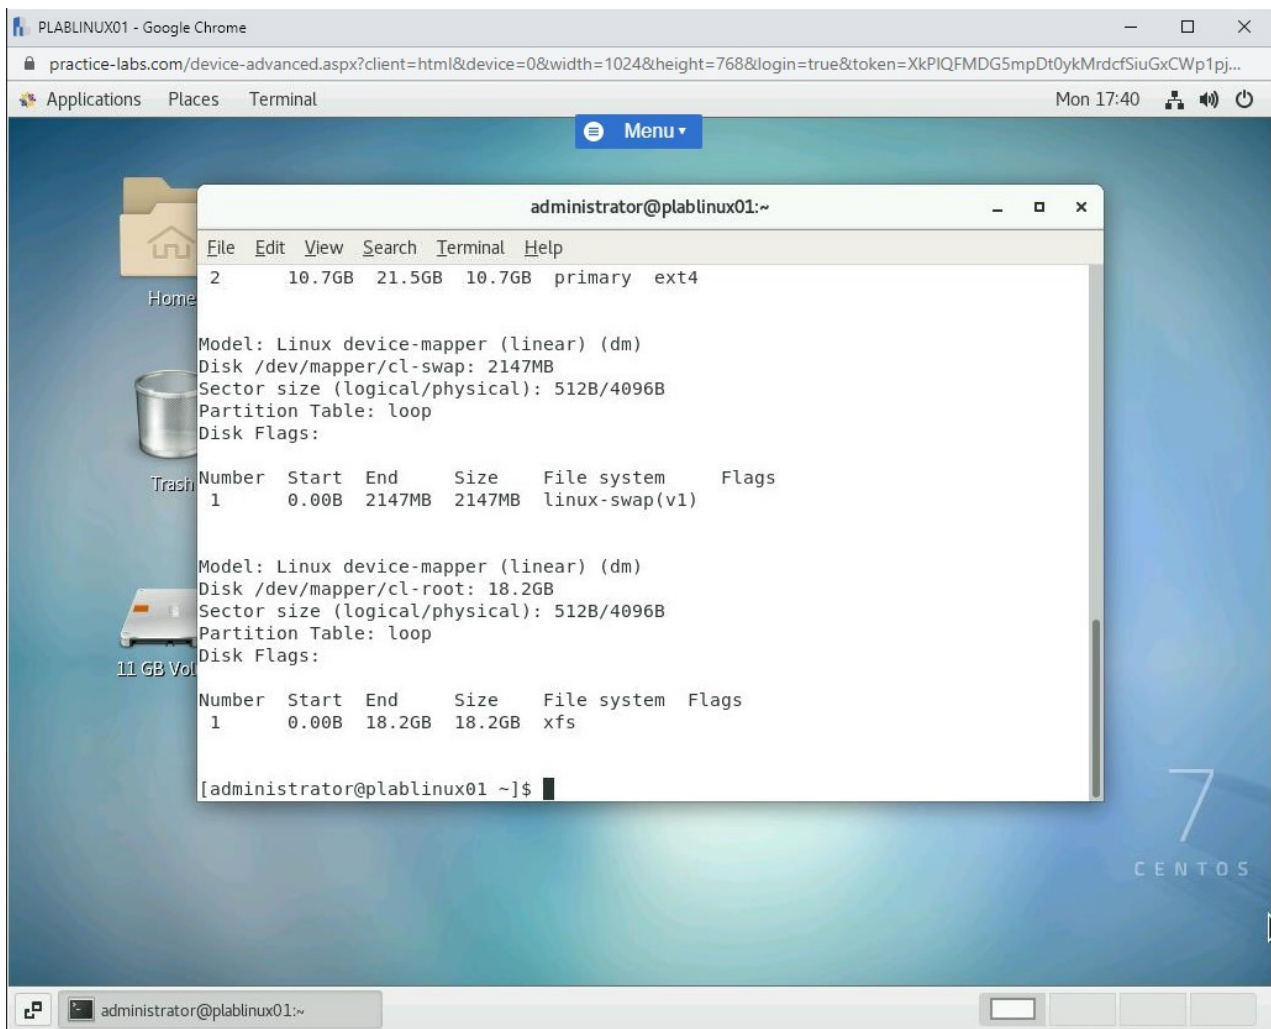 PLABLINUX01 - Google Chrome
practice-labs.com/device-advanced.aspx?client=html&device=0&width=1024&height=768&login=true&token=XkPIQFMDG5mpDt0ykMrdcfSiuGxCWp1pj...
Applications Places Terminal Mon 17:40
Menu
administrator@plablinux01:~
File Edit View Search Terminal Help
2 10.7GB 21.5GB 10.7GB primary ext4
Home
Model: Linux device-mapper (linear) (dm)
Disk /dev/mapper/cl-swap: 2147MB
Sector size (logical/physical): 512B/4096B
Partition Table: loop
Disk Flags:
Trash
Number Start End Size File system Flags
1 0.00B 2147MB 2147MB linux-swap(v1)
Model: Linux device-mapper (linear) (dm)
Disk /dev/mapper/cl-root: 18.2GB
Sector size (logical/physical): 512B/4096B
Partition Table: loop
Disk Flags:
11 GB Vol
Number Start End Size File system Flags
1 0.00B 18.2GB 18.2GB xfs
[administrator@plablinux01 ~]$
7
CENTOS
administrator@plablinux01:~